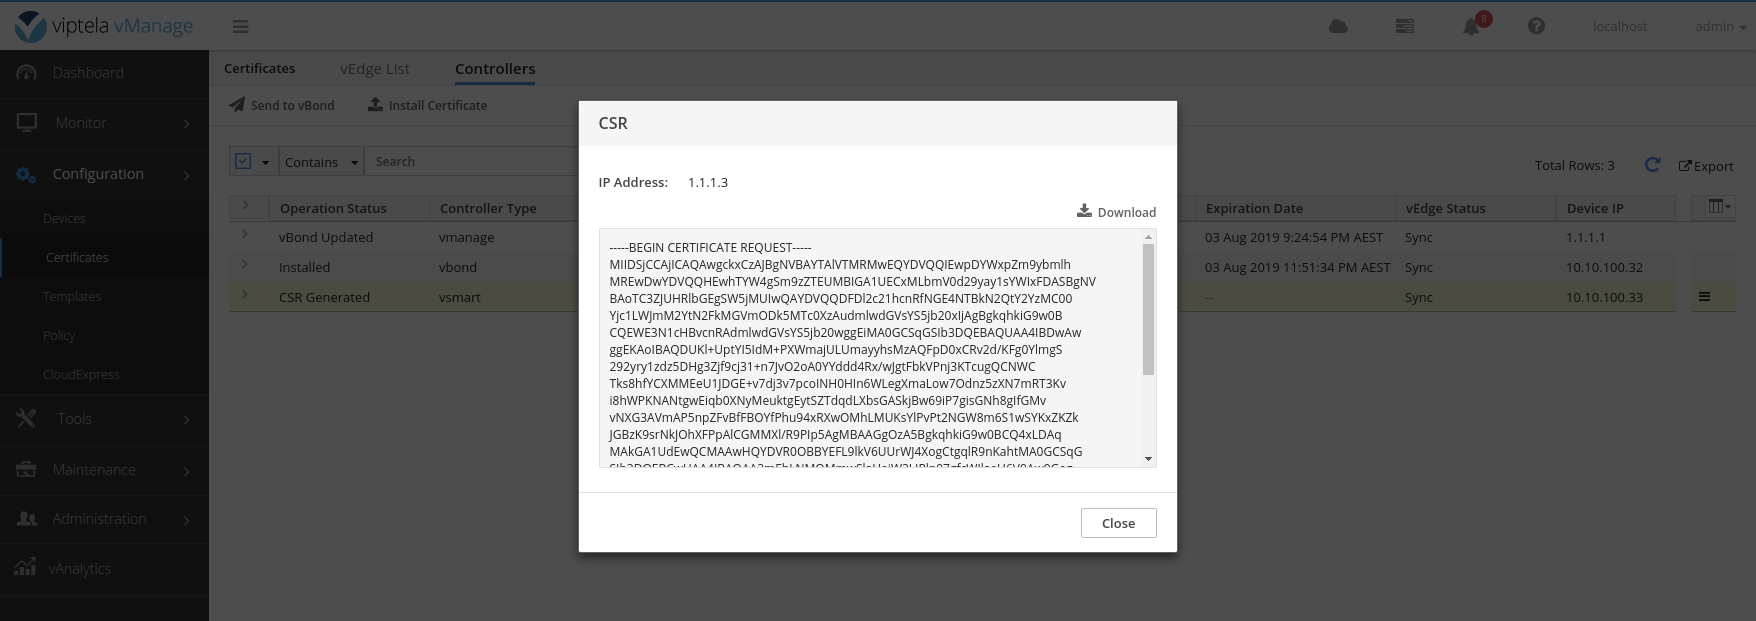 viptela vManage
8
localhost
admin
Dashboard
Monitor
Configuration
Devices
Certificates
Templates
Policy
CloudExpress
Tools
Maintenance
Administration
vAnalytics
Certificates
vEdge List
Controllers
Send to vBond
Install Certificate
Contains
Search
Total Rows: 3
Export
Operation Status
Controller Type
Expiration Date
vEdge Status
Device IP
vBond Updated
vmanage
03 Aug 2019 9:24:54 PM AEST
Sync
1.1.1.1
Installed
vbond
03 Aug 2019 11:51:34 PM AEST
Sync
10.10.100.32
CSR Generated
vsmart
--
Sync
10.10.100.33
CSR
IP Address: 1.1.1.3
Download
-----BEGIN CERTIFICATE REQUEST-----
MIIDSjCCAjICAQAwgckxCzAJBgNVBAYTAlVTMRMwEQYDVQQIEwpDYWxpZm9ybmlh
MREwDwYDVQQHEwhTYW4gSm9zZTEUMBIGA1UECxMLbmV0d29yay1sYWIxFDASBgNV
BAoTC3ZJUHRlbGEgSW5jMUIwQAYDVQQDFDl2c21hcnRfNGE4NTBkN2QtY2YzMC00
Yjc1LWJmM2YtN2FkMGVmODk5MTc0XzAudmlwdGVsYS5jb20xIjAgBgkqhkiG9w0B
CQEWE3N1cHBvcnRAdmlwdGVsYS5jb20wggEiMA0GCSqGSIb3DQEBAQUAA4IBDwAw
ggEKAoIBAQDUKl+UptYI5IdM+PXWmajULUmayyhsMzAQFpD0xCRv2d/KFg0YlmgS
292yry1zdz5DHg3Zjf9cj31+n7JvO2oA0YYddd4Rx/wJgtFbkVPnj3KTcugQCNWC
Tks8hfYCXMMEeU1JDGE+v7dj3v7pcoINH0HIn6WLegXmaLow7Odnz5zXN7mRT3Kv
i8hWPKNANtgwEiqb0XNyMeuktgEytSZTdqdLXbsGASkjBw69iP7gisGNh8gIfGMv
vNXG3AVmAP5npZFvBfFBOYfPhu94xRXwOMhLMUKsYlPvPt2NGW8m6S1wSYKxZKZk
JGBzK9srNkJOhXFPpAlCGMMXl/R9PIp5AgMBAAGgOzA5BgkqhkiG9w0BCQ4xLDAq
MAkGA1UdEwQCMAAwHQYDVR0OBBYEFL9lkV6UUrWJ4XogCtgqlR9nKahtMA0GCSqG
Close